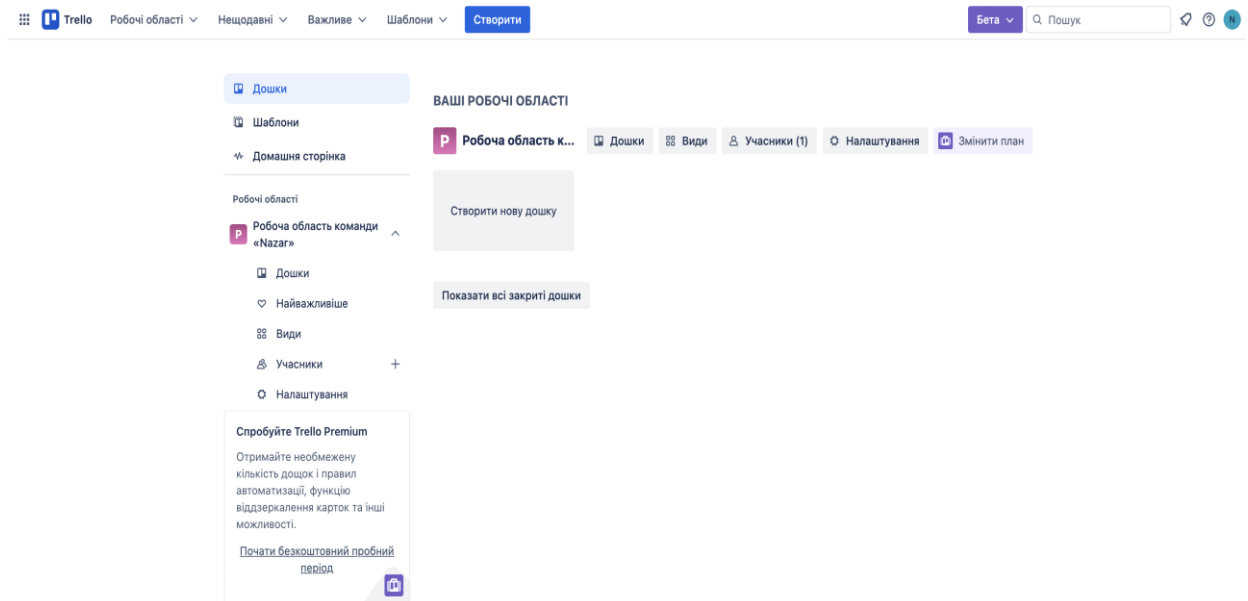 Trello Робочі області Нещодавні Важливе Шаблони Створити Бета Пошук N
Дошки
Шаблони
Домашня сторінка
Робочі області
P Робоча область команди
«Nazar»
Дошки
Найважливіше
Види
Учасники
Налаштування
Спробуйте Trello Premium
Отримайте необмежену
кількість дощок і правил
автоматизації, функцію
віддзеркалення карток та інші
можливості.
Почати безкоштовний пробний
період
ВАШІ РОБОЧІ ОБЛАСТІ
P Робоча область к... Дошки Види Учасники (1) Налаштування Змінити план
Створити нову дошку
Показати всі закриті дошки